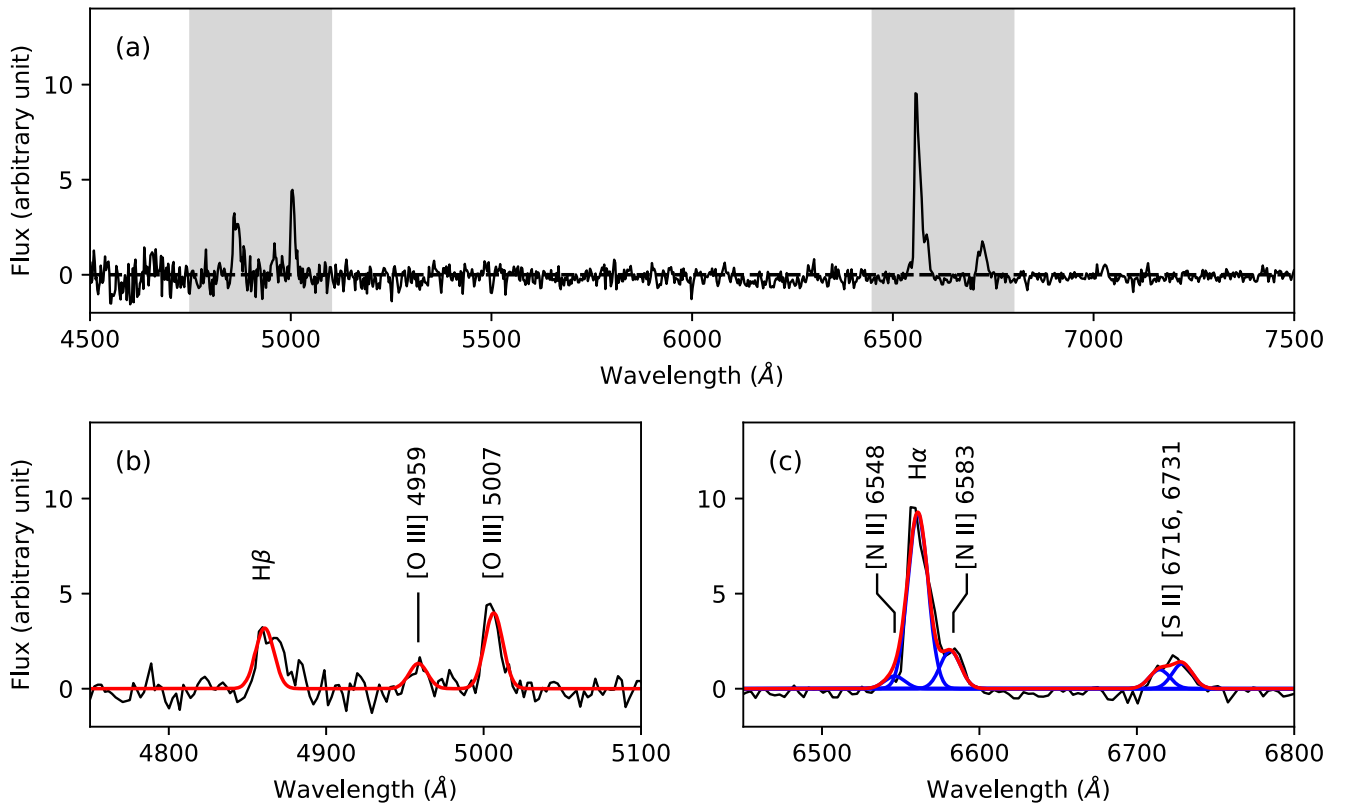 (a)
Flux (arbitrary unit)
10
5
0
4500 5000 5500 6000 6500 7000 7500
Wavelength (Å)
(b)
Flux (arbitrary unit)
10
5
0
Hβ
[O III] 4959
[O III] 5007
4800 4900 5000 5100
Wavelength (Å)
(c)
10
5
0
[N II] 6548
Hα
[N II] 6583
[S II] 6716, 6731
6500 6600 6700 6800
Wavelength (Å)